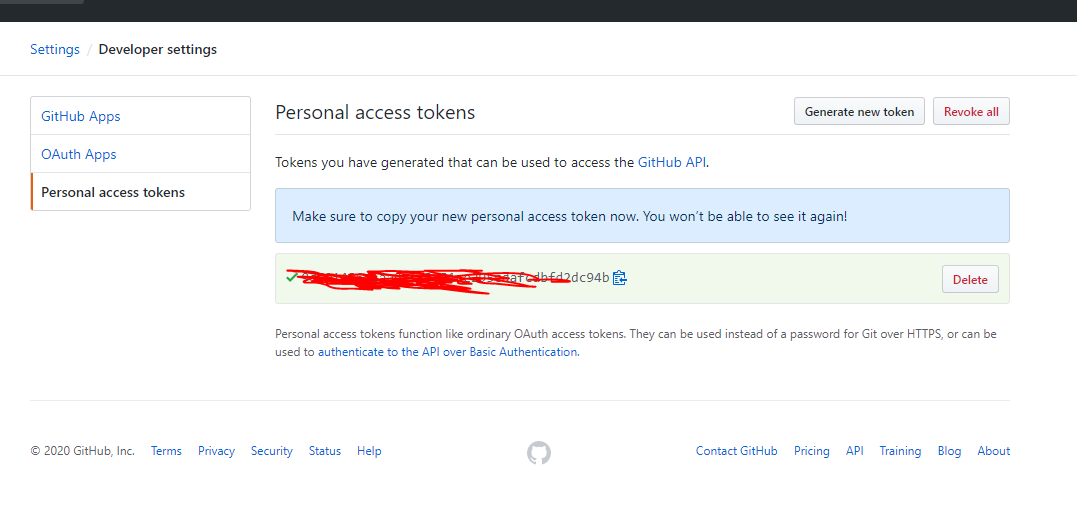 Settings / Developer settings
GitHub Apps
OAuth Apps
Personal access tokens
Personal access tokens
Generate new token
Revoke all
Tokens you have generated that can be used to access the GitHub API.
Make sure to copy your new personal access token now. You won't be able to see it again!
Delete
Personal access tokens function like ordinary OAuth access tokens. They can be used instead of a password for Git over HTTPS, or can be
used to authenticate to the API over Basic Authentication.
© 2020 GitHub, Inc. Terms Privacy Security Status Help
Contact GitHub Pricing API Training Blog About